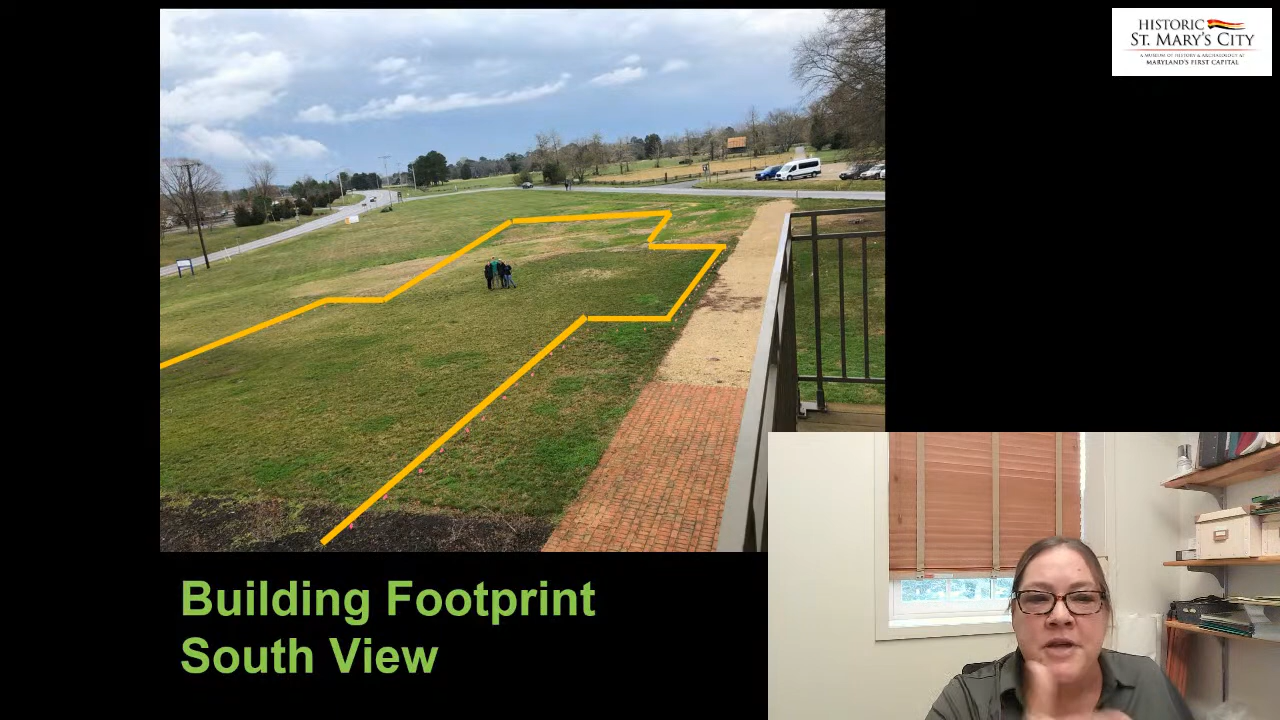 HISTORIC
ST. MARY'S CITY
A MUSEUM OF HISTORY & ARCHAEOLOGY AT
MARYLAND'S FIRST CAPITAL
Building Footprint
South View